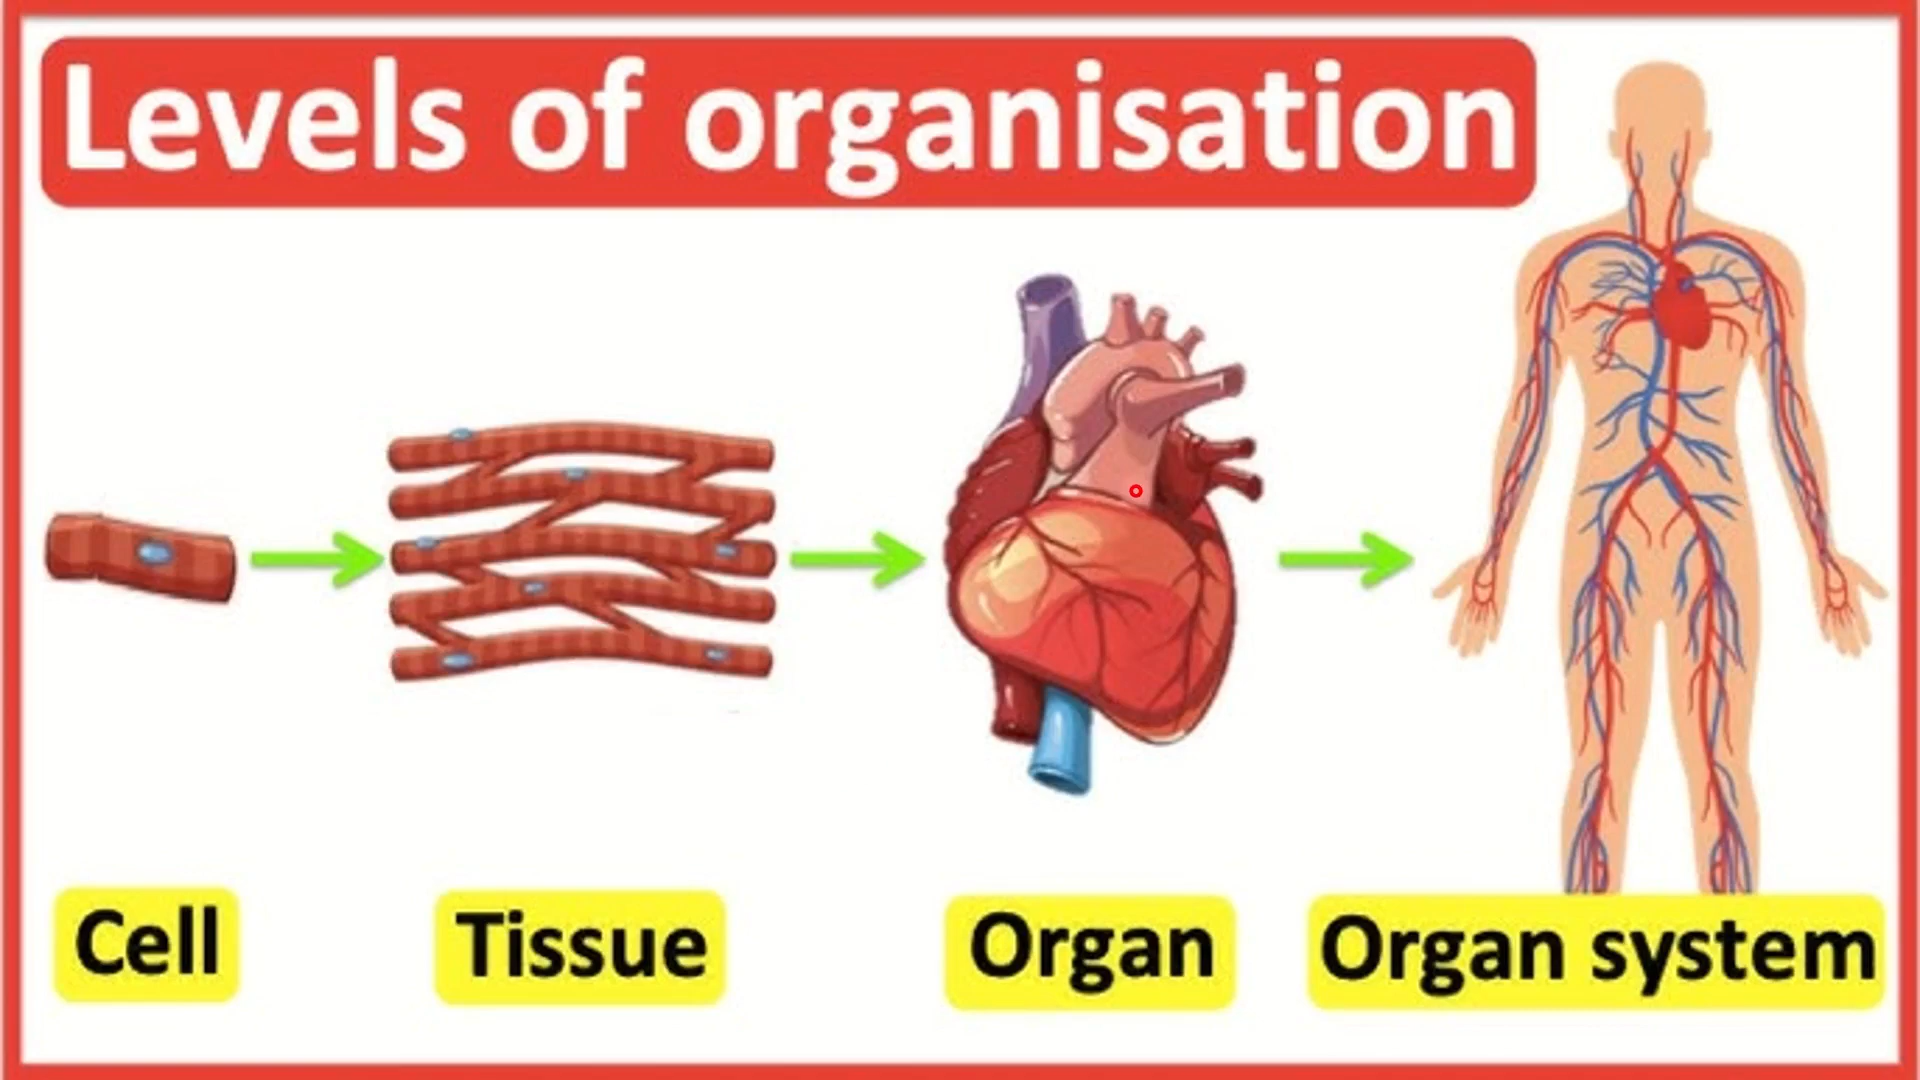 Levels of organisation
Cell
Tissue
Organ
Organ system